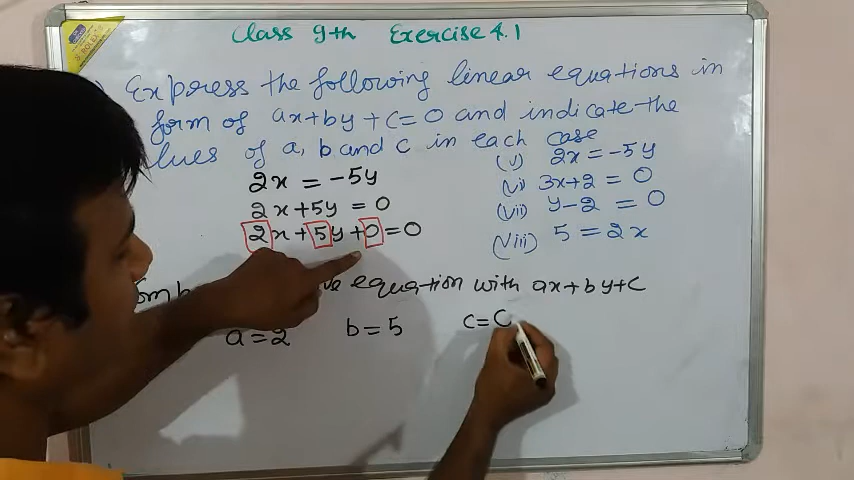 Class 9th Exercise 4.1
Express the following linear equations in
form of ax+by+c=0 and indicate the
of a, b and c in each case
2x = -5y
2x+5y = 0
2x+5y+0=0
(v) 2x = -5y
(vi) 3x+2 = 0
(vii) y-2 = 0
(viii) 5 = 2x
equation with ax+by+c
a=2 b=5 c=